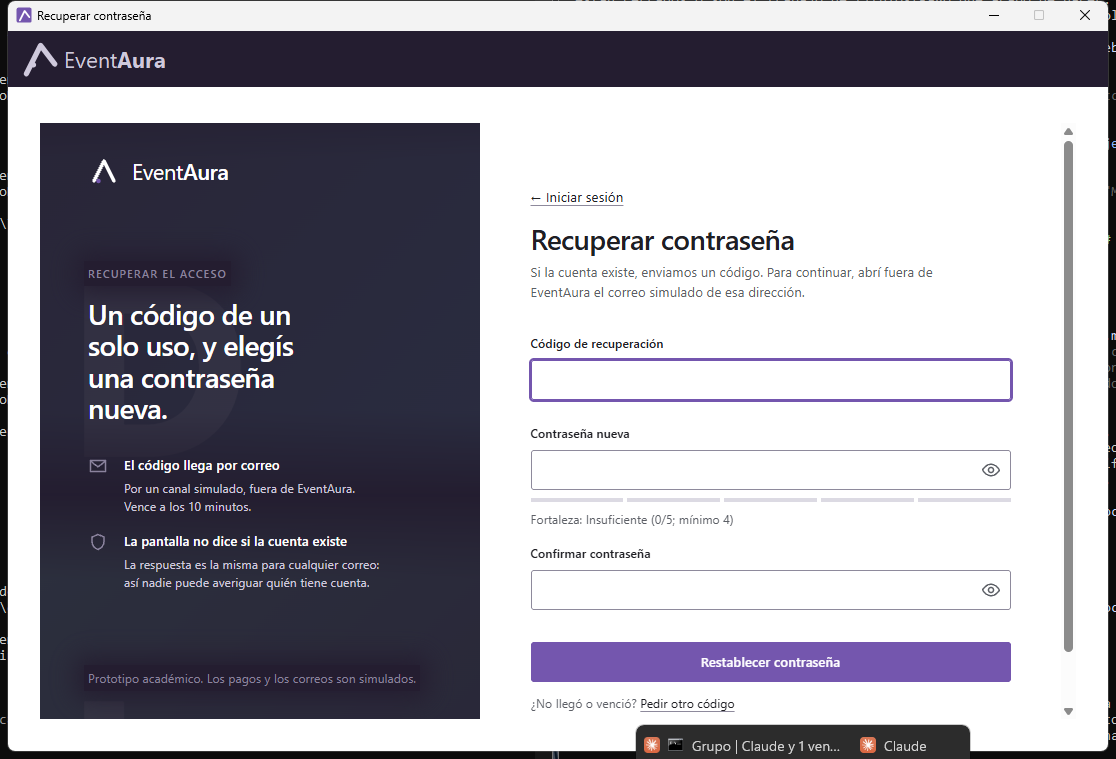 Recuperar contraseña
EventAura
EventAura
RECUPERAR EL ACCESO
Un código de un
solo uso, y elegís
una contraseña
nueva.
El código llega por correo
Por un canal simulado, fuera de EventAura.
Vence a los 10 minutos.
La pantalla no dice si la cuenta existe
La respuesta es la misma para cualquier correo:
así nadie puede averiguar quién tiene cuenta.
Prototipo académico. Los pagos y los correos son simulados.
← Iniciar sesión
Recuperar contraseña
Si la cuenta existe, enviamos un código. Para continuar, abrí fuera de
EventAura el correo simulado de esa dirección.
Código de recuperación
Contraseña nueva
Fortaleza: Insuficiente (0/5; mínimo 4)
Confirmar contraseña
Restablecer contraseña
¿No llegó o venció? Pedir otro código
Grupo | Claude y 1 ven...
Claude